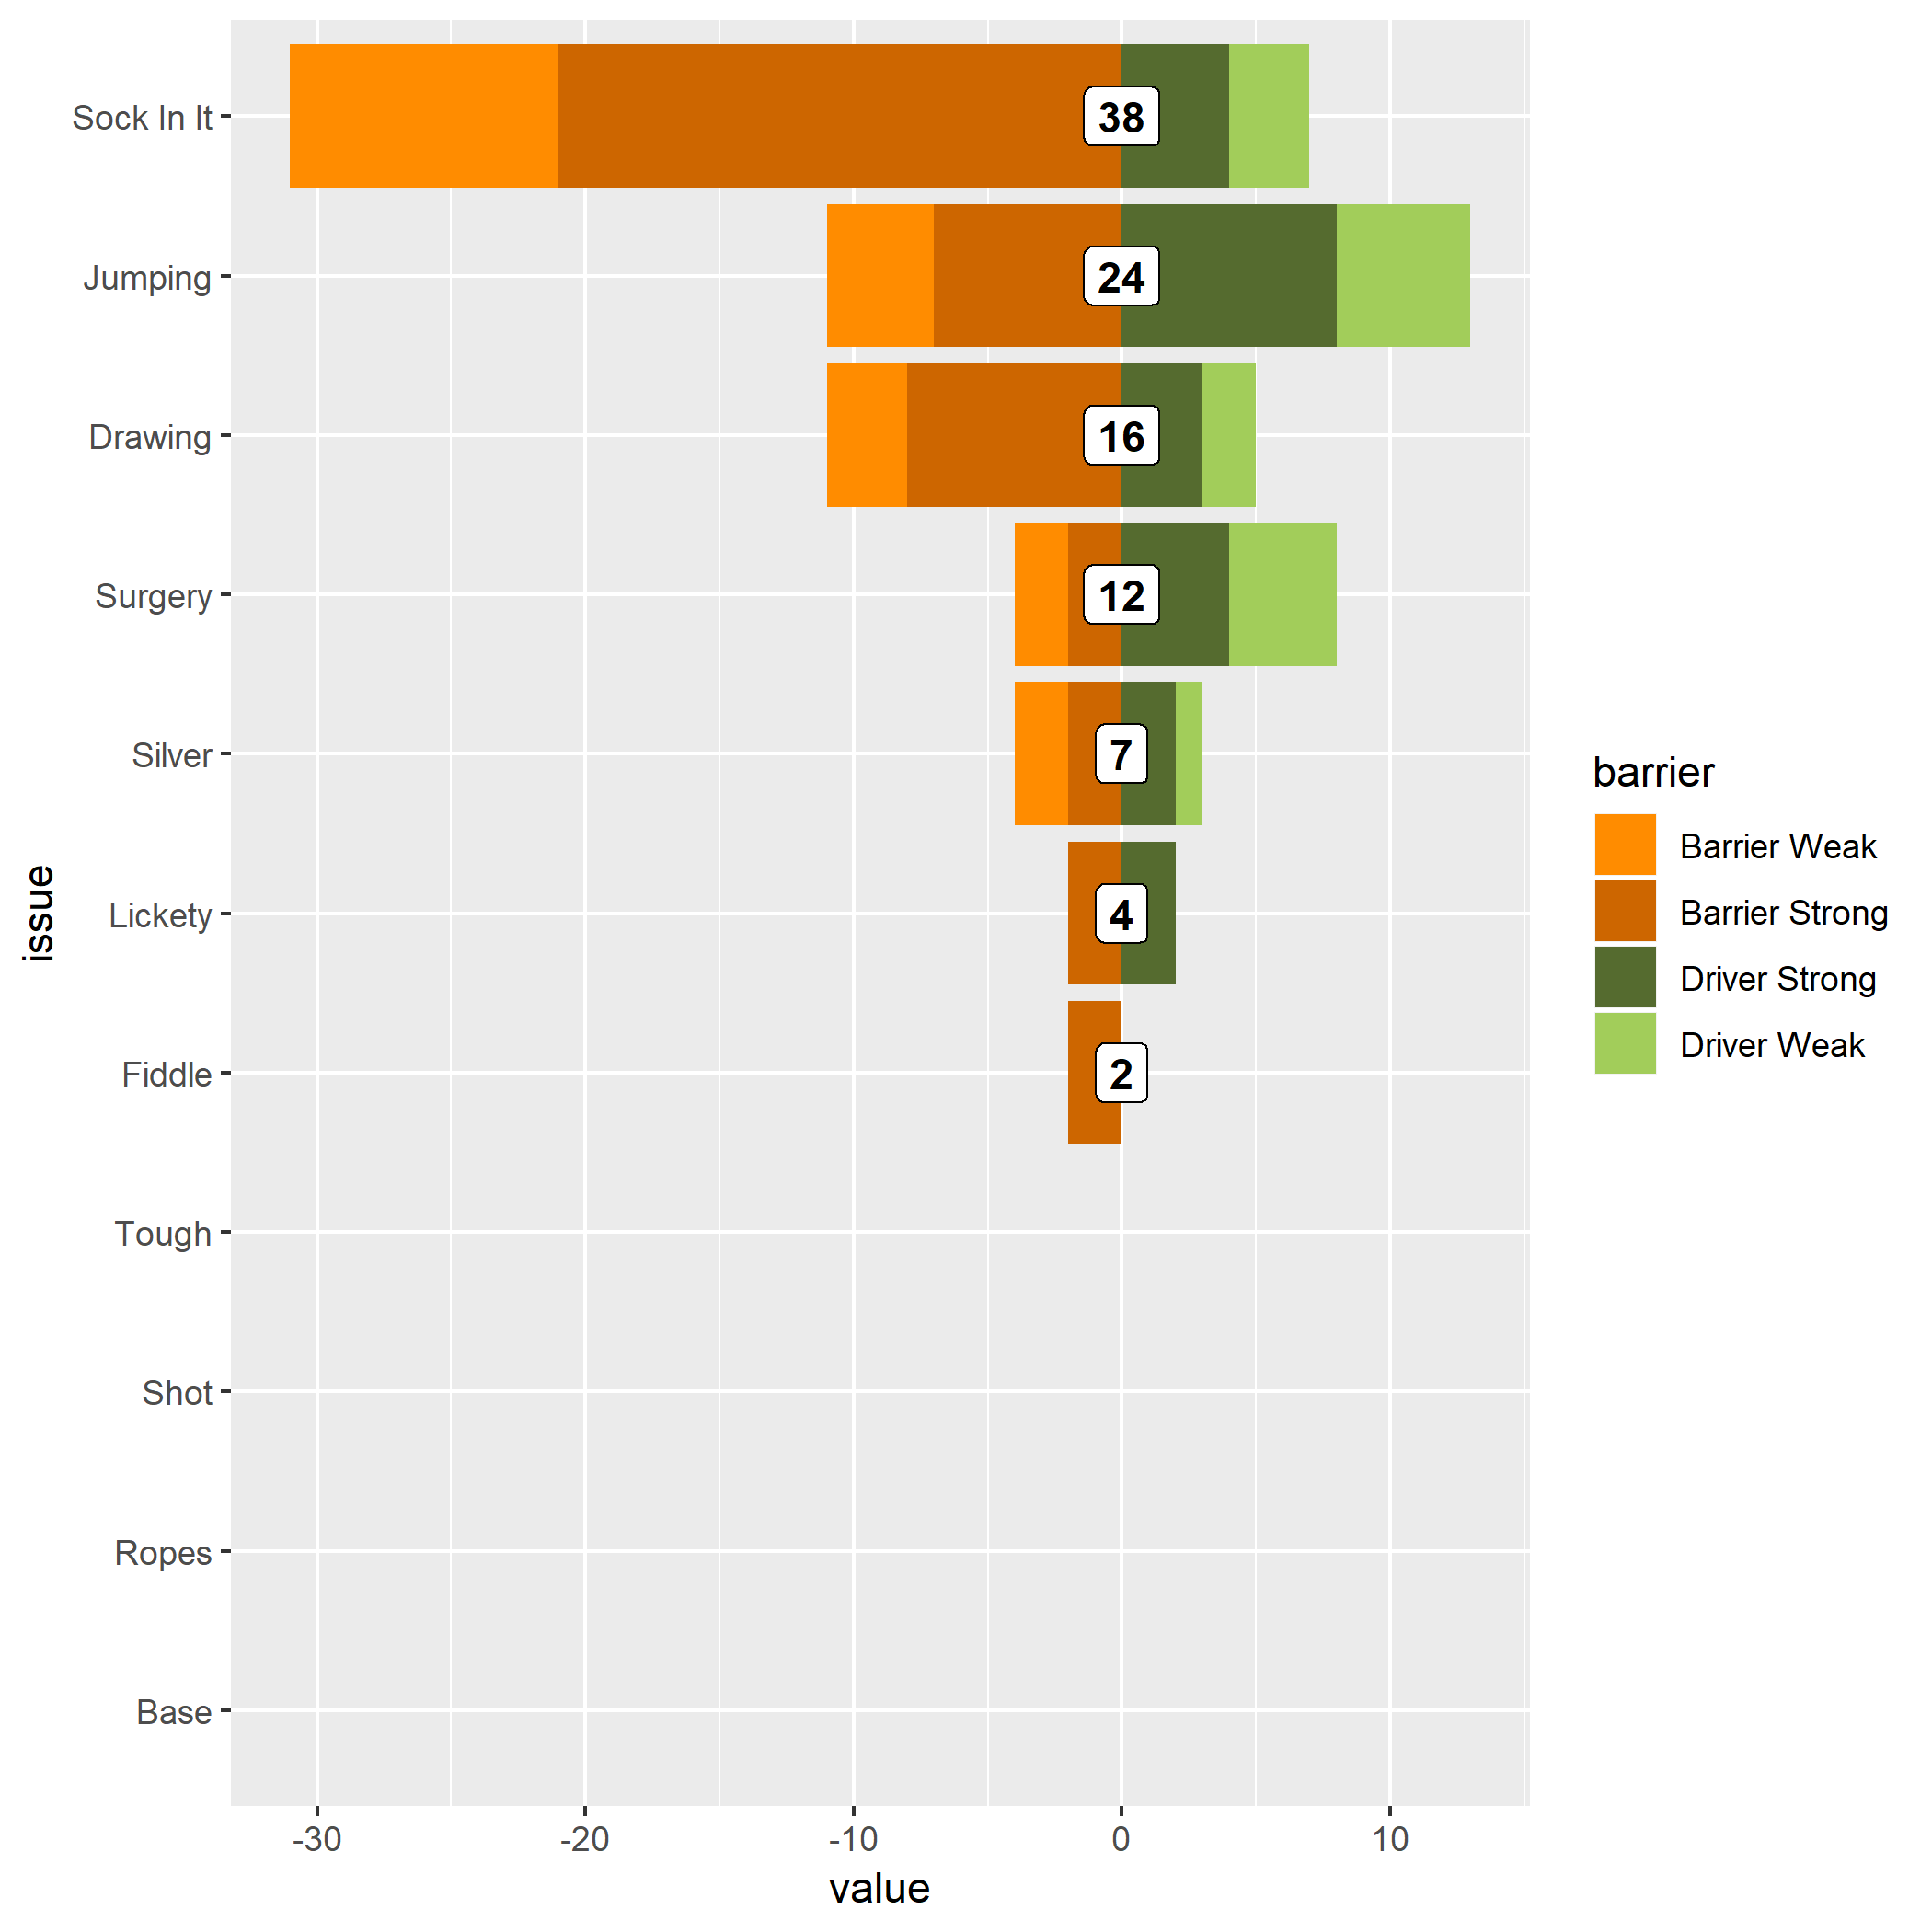 Sock In It
38
Jumping
24
Drawing
16
Surgery
12
Silver
7
Lickety
4
Fiddle
2
Tough
Shot
Ropes
Base
issue
-30 -20 -10 0 10
value
barrier
Barrier Weak
Barrier Strong
Driver Strong
Driver Weak